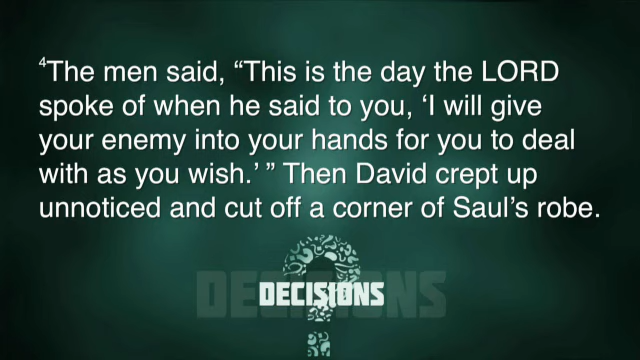 4The men said, “This is the day the LORD
spoke of when he said to you, ‘I will give
your enemy into your hands for you to deal
with as you wish.’ ” Then David crept up
unnoticed and cut off a corner of Saul’s robe.
DECISIONS
DECISIONS